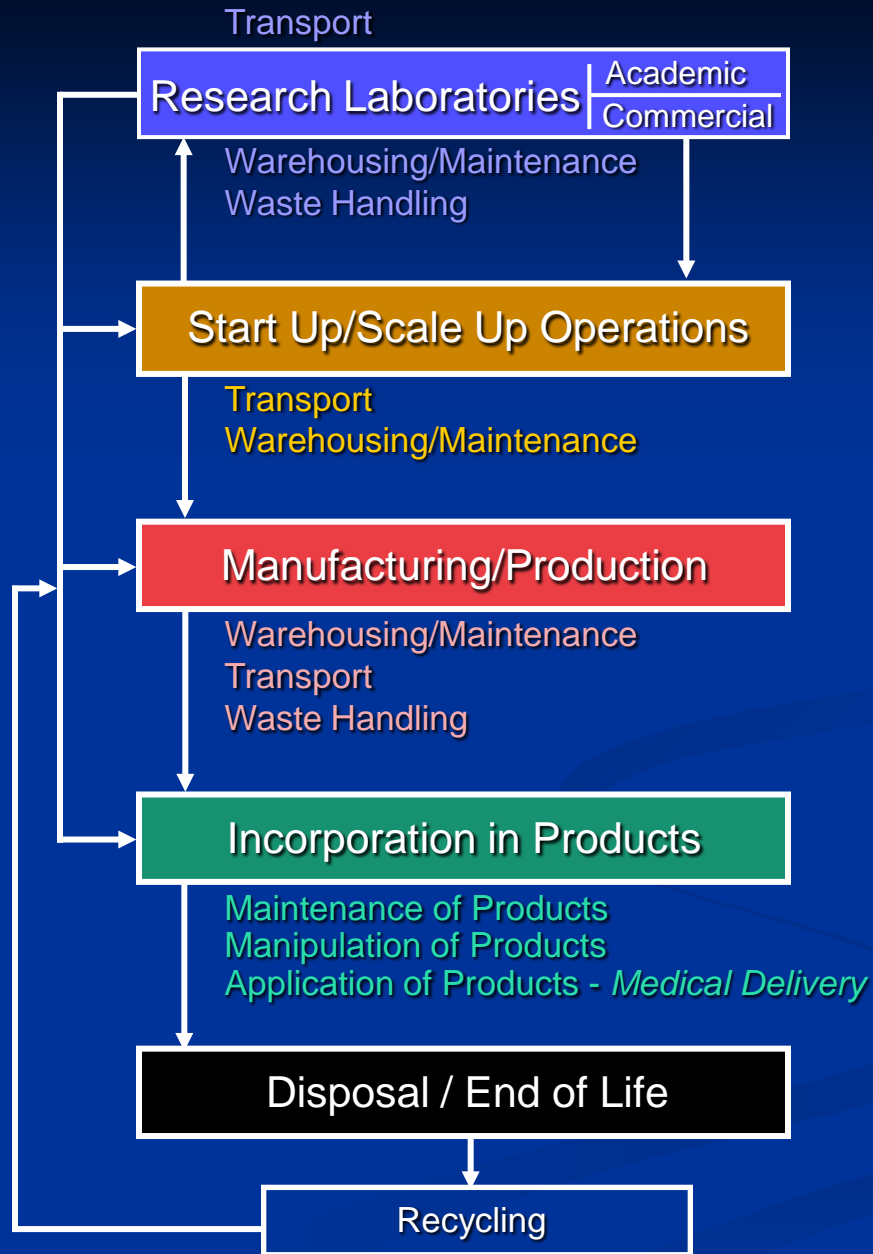 Transport
Research Laboratories
Academic
Commercial
Warehousing/Maintenance
Waste Handling
Start Up/Scale Up Operations
Transport
Warehousing/Maintenance
Manufacturing/Production
Warehousing/Maintenance
Transport
Waste Handling
Incorporation in Products
Maintenance of Products
Manipulation of Products
Application of Products - Medical Delivery
Disposal / End of Life
Recycling